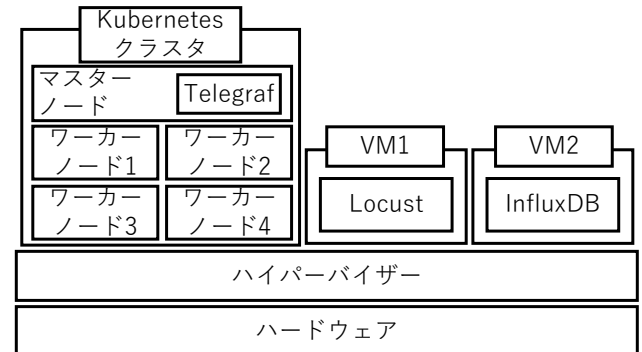 Kubernetes
クラスタ
マスター
ノード
Telegraf
ワーカー
ノード1
ワーカー
ノード2
ワーカー
ノード3
ワーカー
ノード4
VM1
Locust
VM2
InfluxDB
ハイパーバイザー
ハードウェア